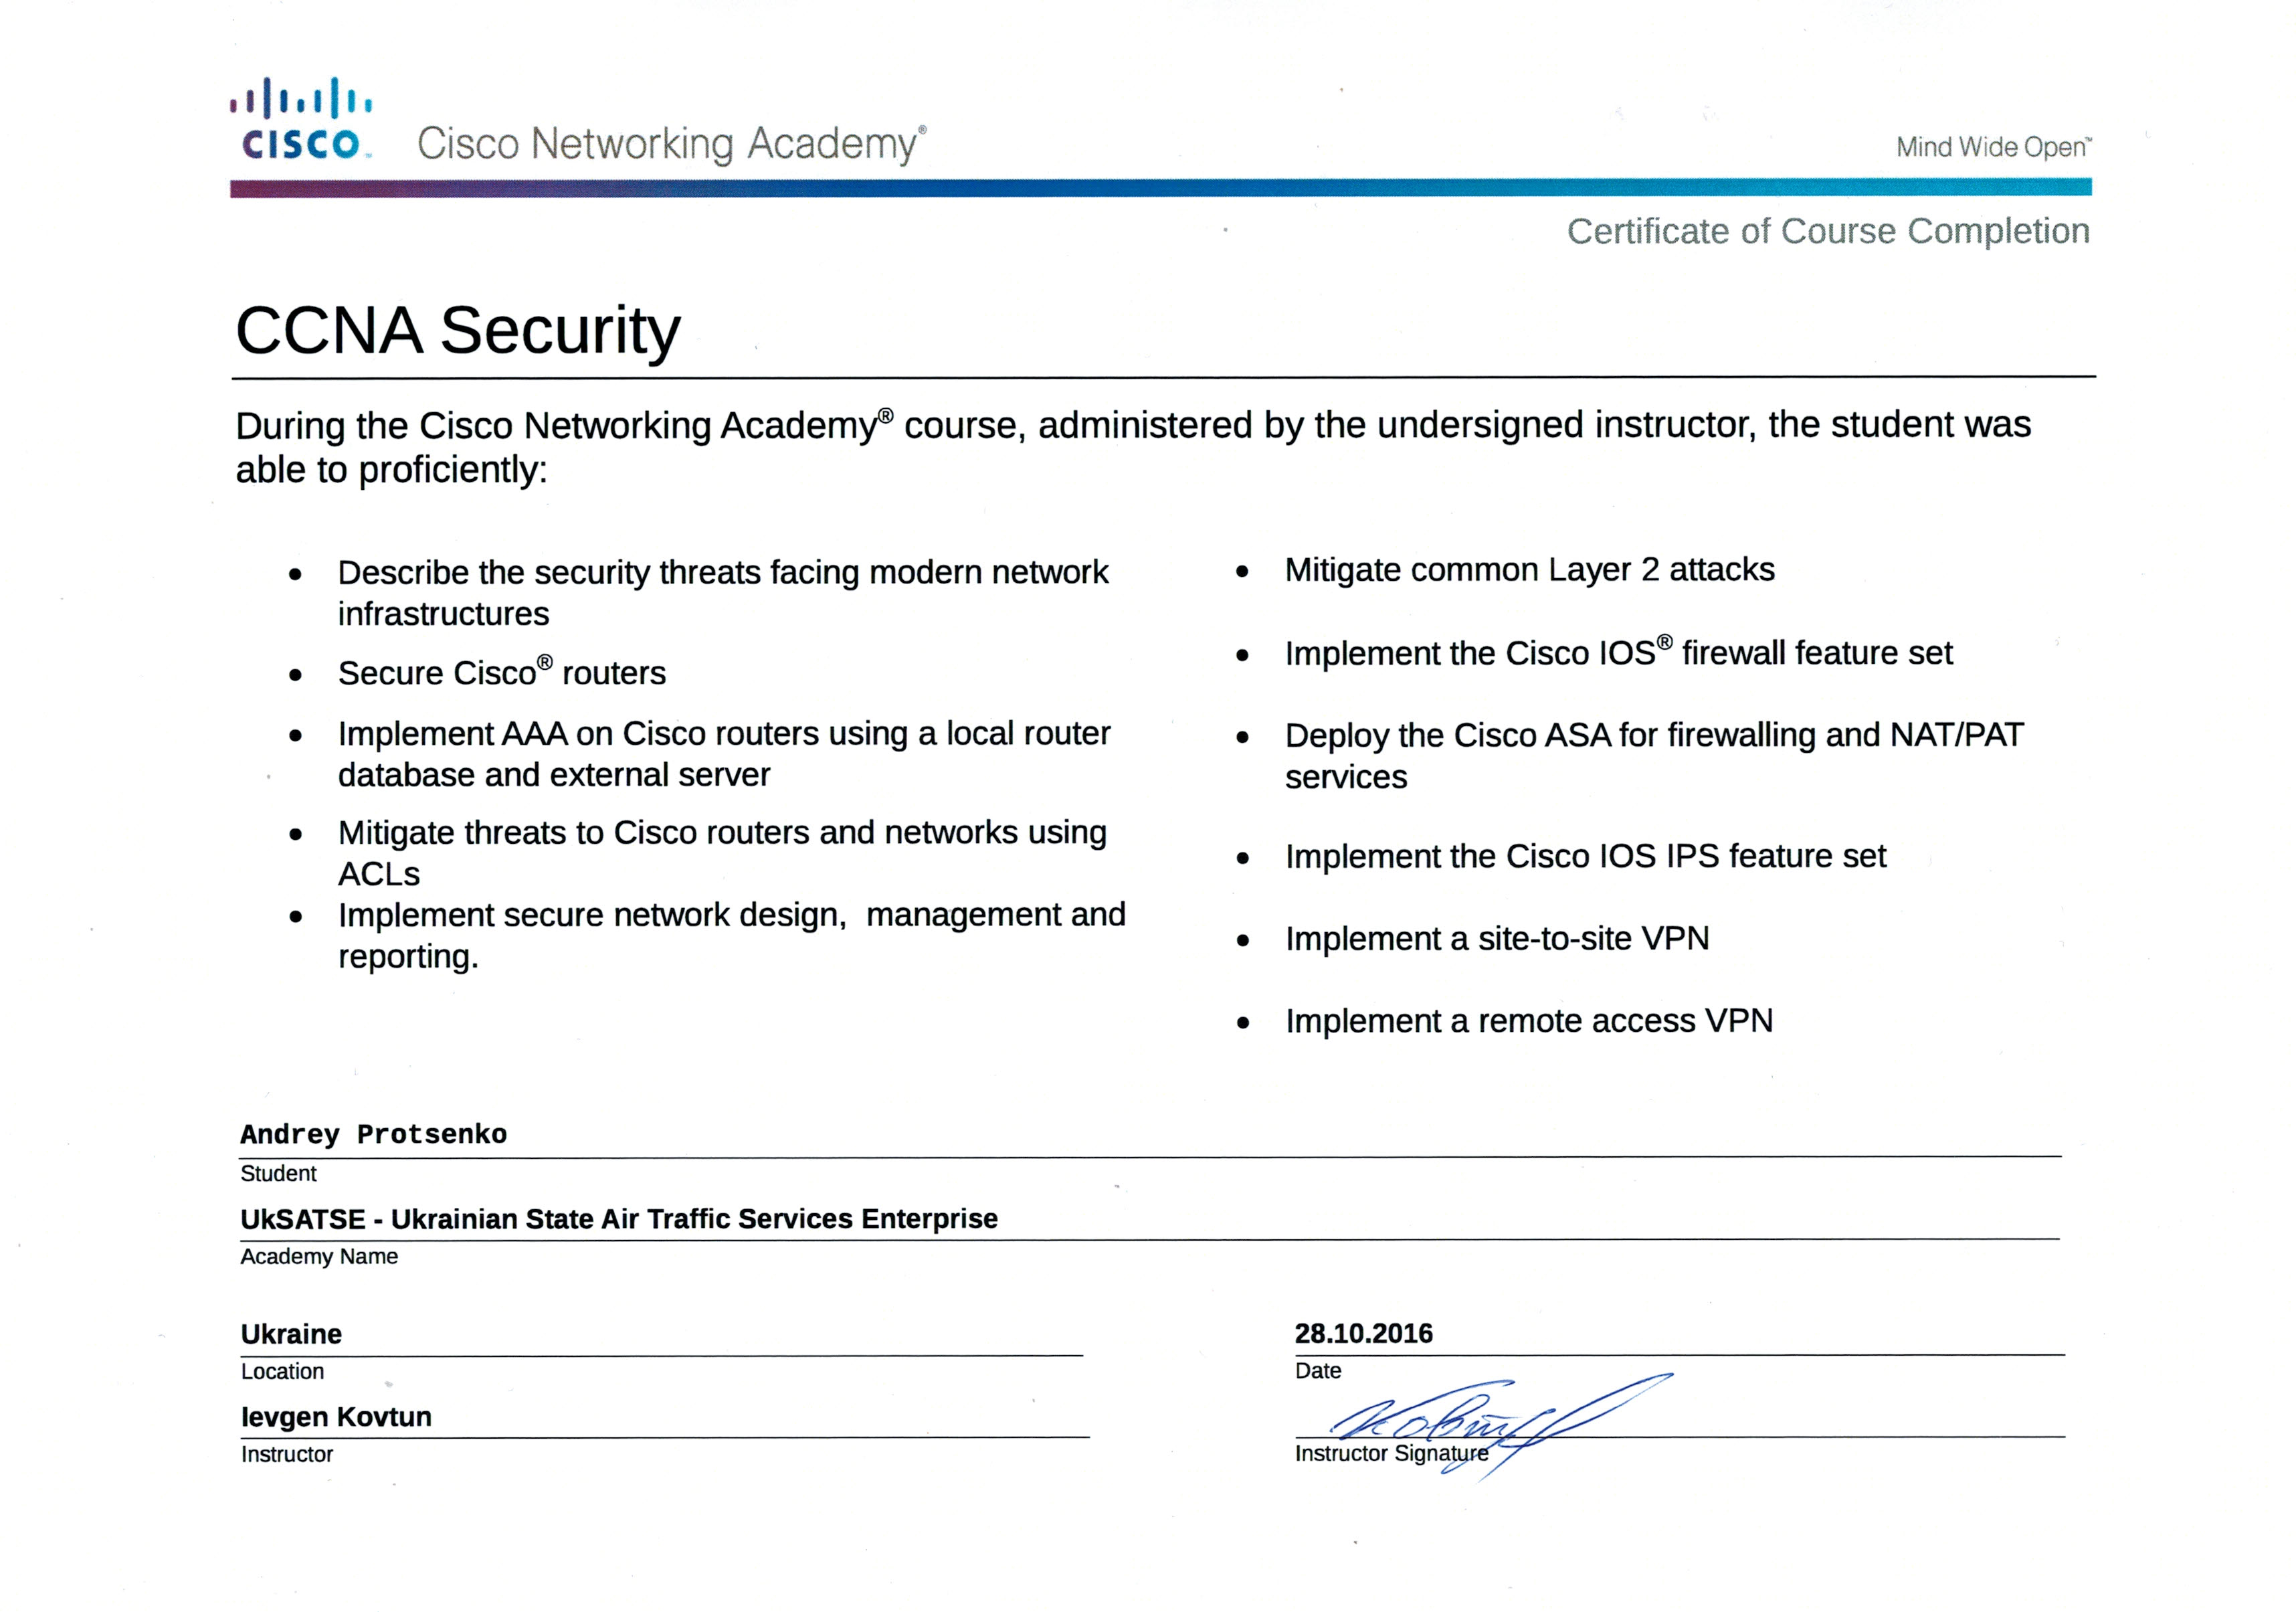 CISCO
Cisco Networking Academy®
Mind Wide Open™
Certificate of Course Completion
CCNA Security
During the Cisco Networking Academy® course, administered by the undersigned instructor, the student was
able to proficiently:
• Describe the security threats facing modern network
infrastructures
• Secure Cisco® routers
• Implement AAA on Cisco routers using a local router
database and external server
• Mitigate threats to Cisco routers and networks using
ACLs
• Implement secure network design,  management and
reporting.
• Mitigate common Layer 2 attacks
• Implement the Cisco IOS® firewall feature set
• Deploy the Cisco ASA for firewalling and NAT/PAT
services
• Implement the Cisco IOS IPS feature set
• Implement a site-to-site VPN
• Implement a remote access VPN
Andrey Protsenko
Student
UkSATSE - Ukrainian State Air Traffic Services Enterprise
Academy Name
Ukraine
Location
28.10.2016
Date
Ievgen Kovtun
Instructor
Instructor Signature